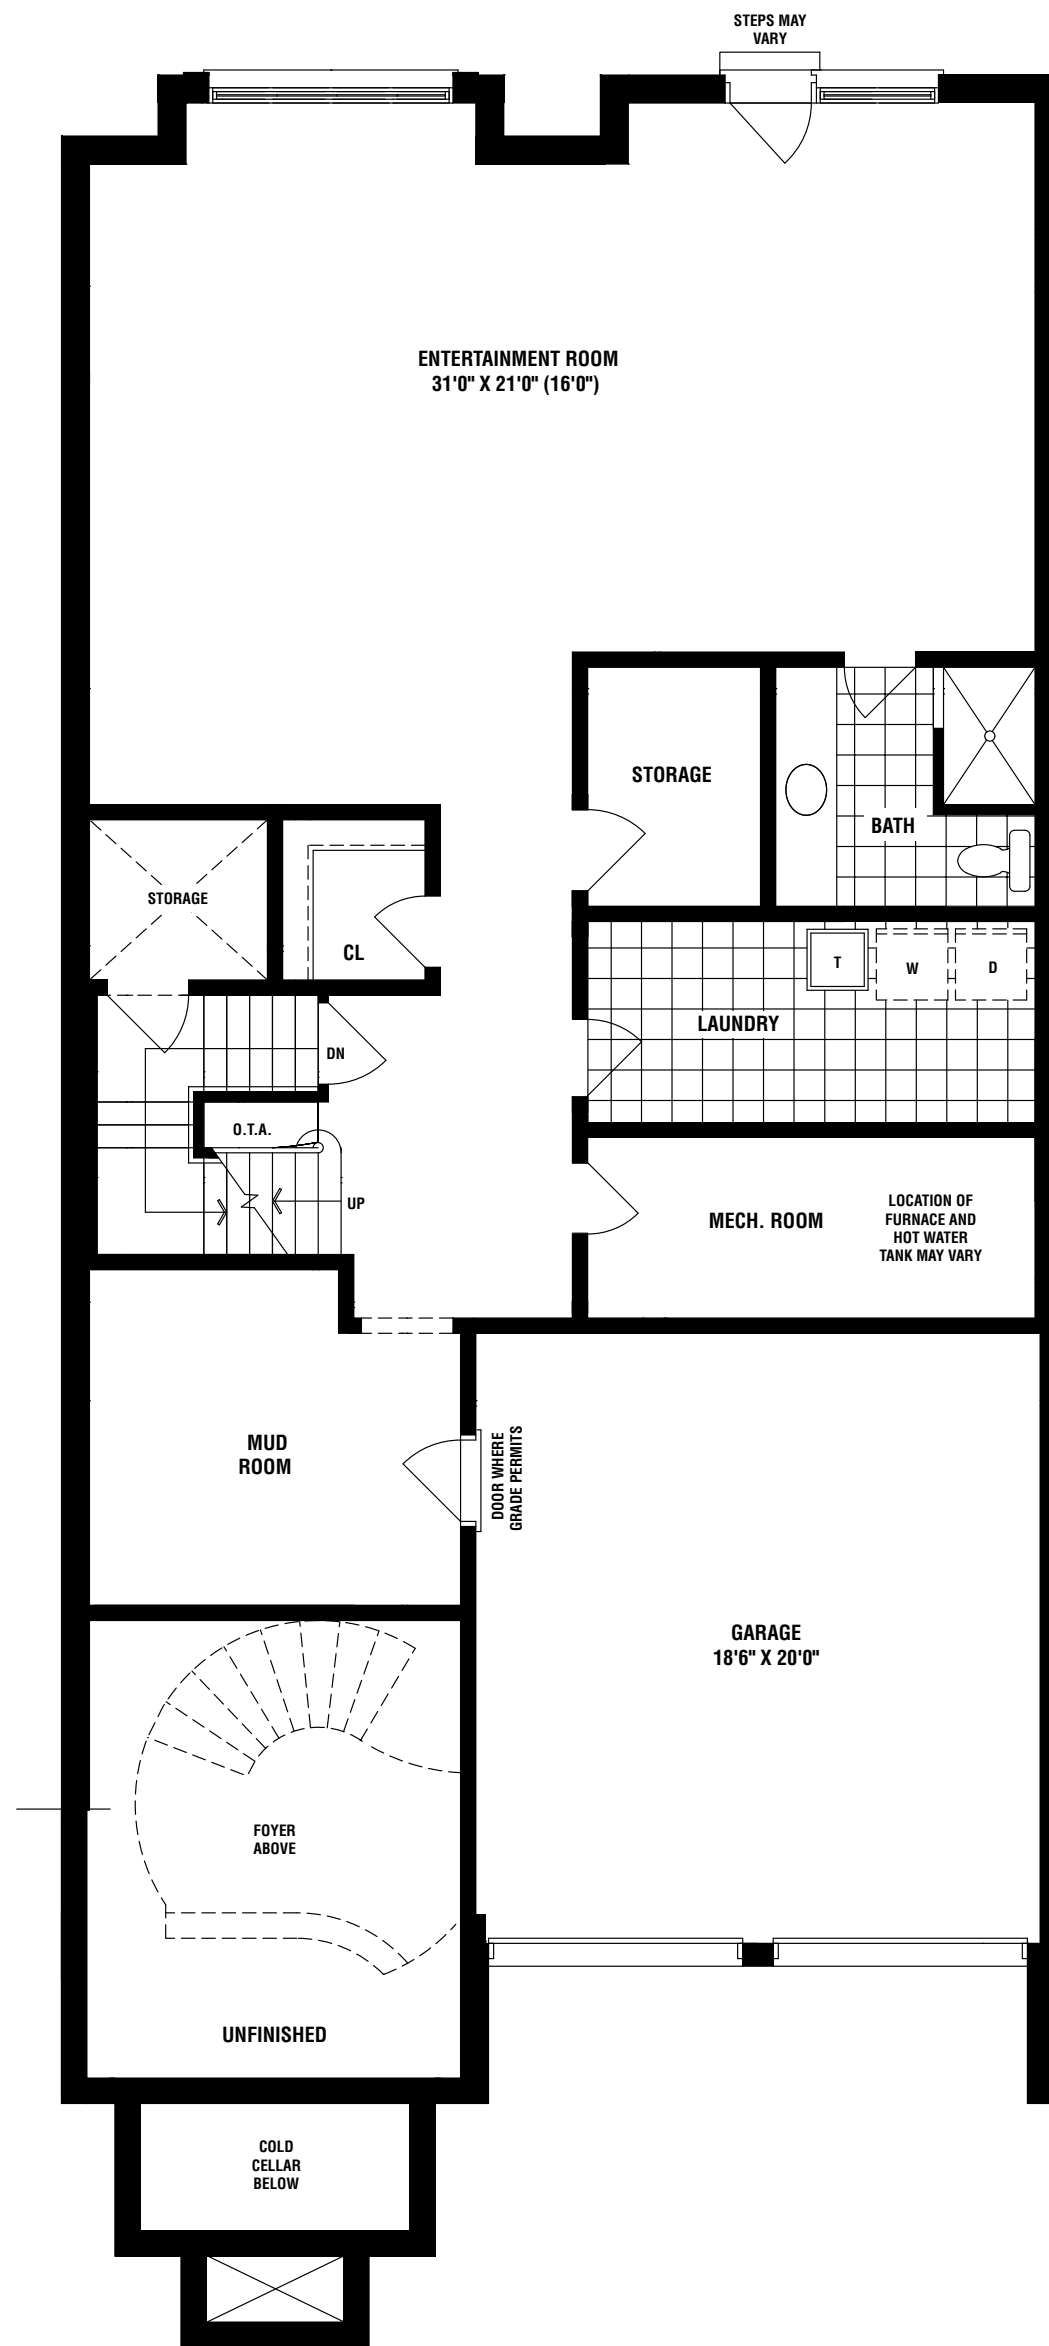 STEPS MAY
VARY
ENTERTAINMENT ROOM
31'0" X 21'0" (16'0")
STORAGE
BATH
STORAGE
CL
T
W
D
LAUNDRY
DN
O.T.A.
UP
MECH. ROOM
LOCATION OF
FURNACE AND
HOT WATER
TANK MAY VARY
MUD
ROOM
DOOR WHERE
GRADE PERMITS
GARAGE
18'6" X 20'0"
FOYER
ABOVE
UNFINISHED
COLD
CELLAR
BELOW